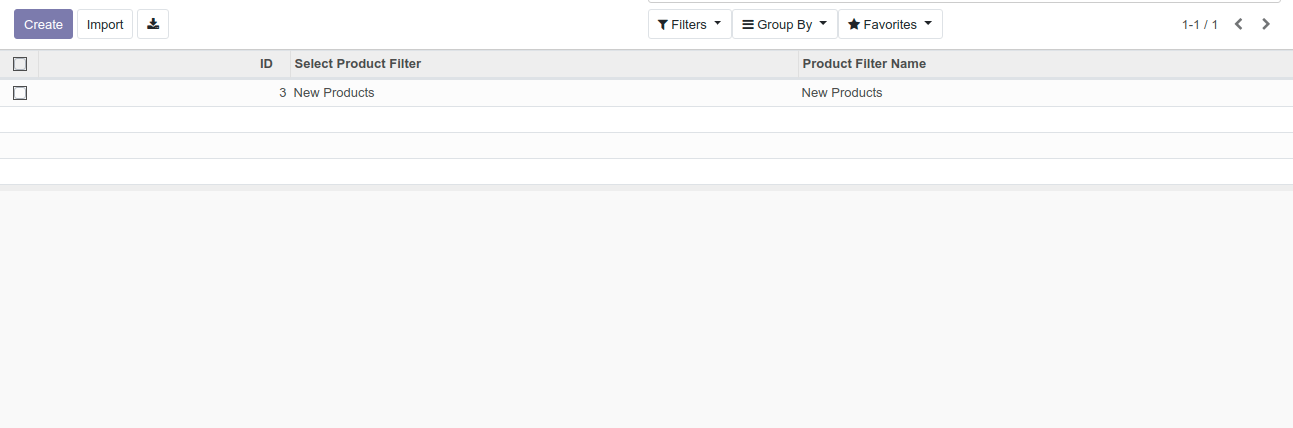 Create Import Filters Group By Favorites 1-1 / 1
ID Select Product Filter Product Filter Name
3 New Products New Products